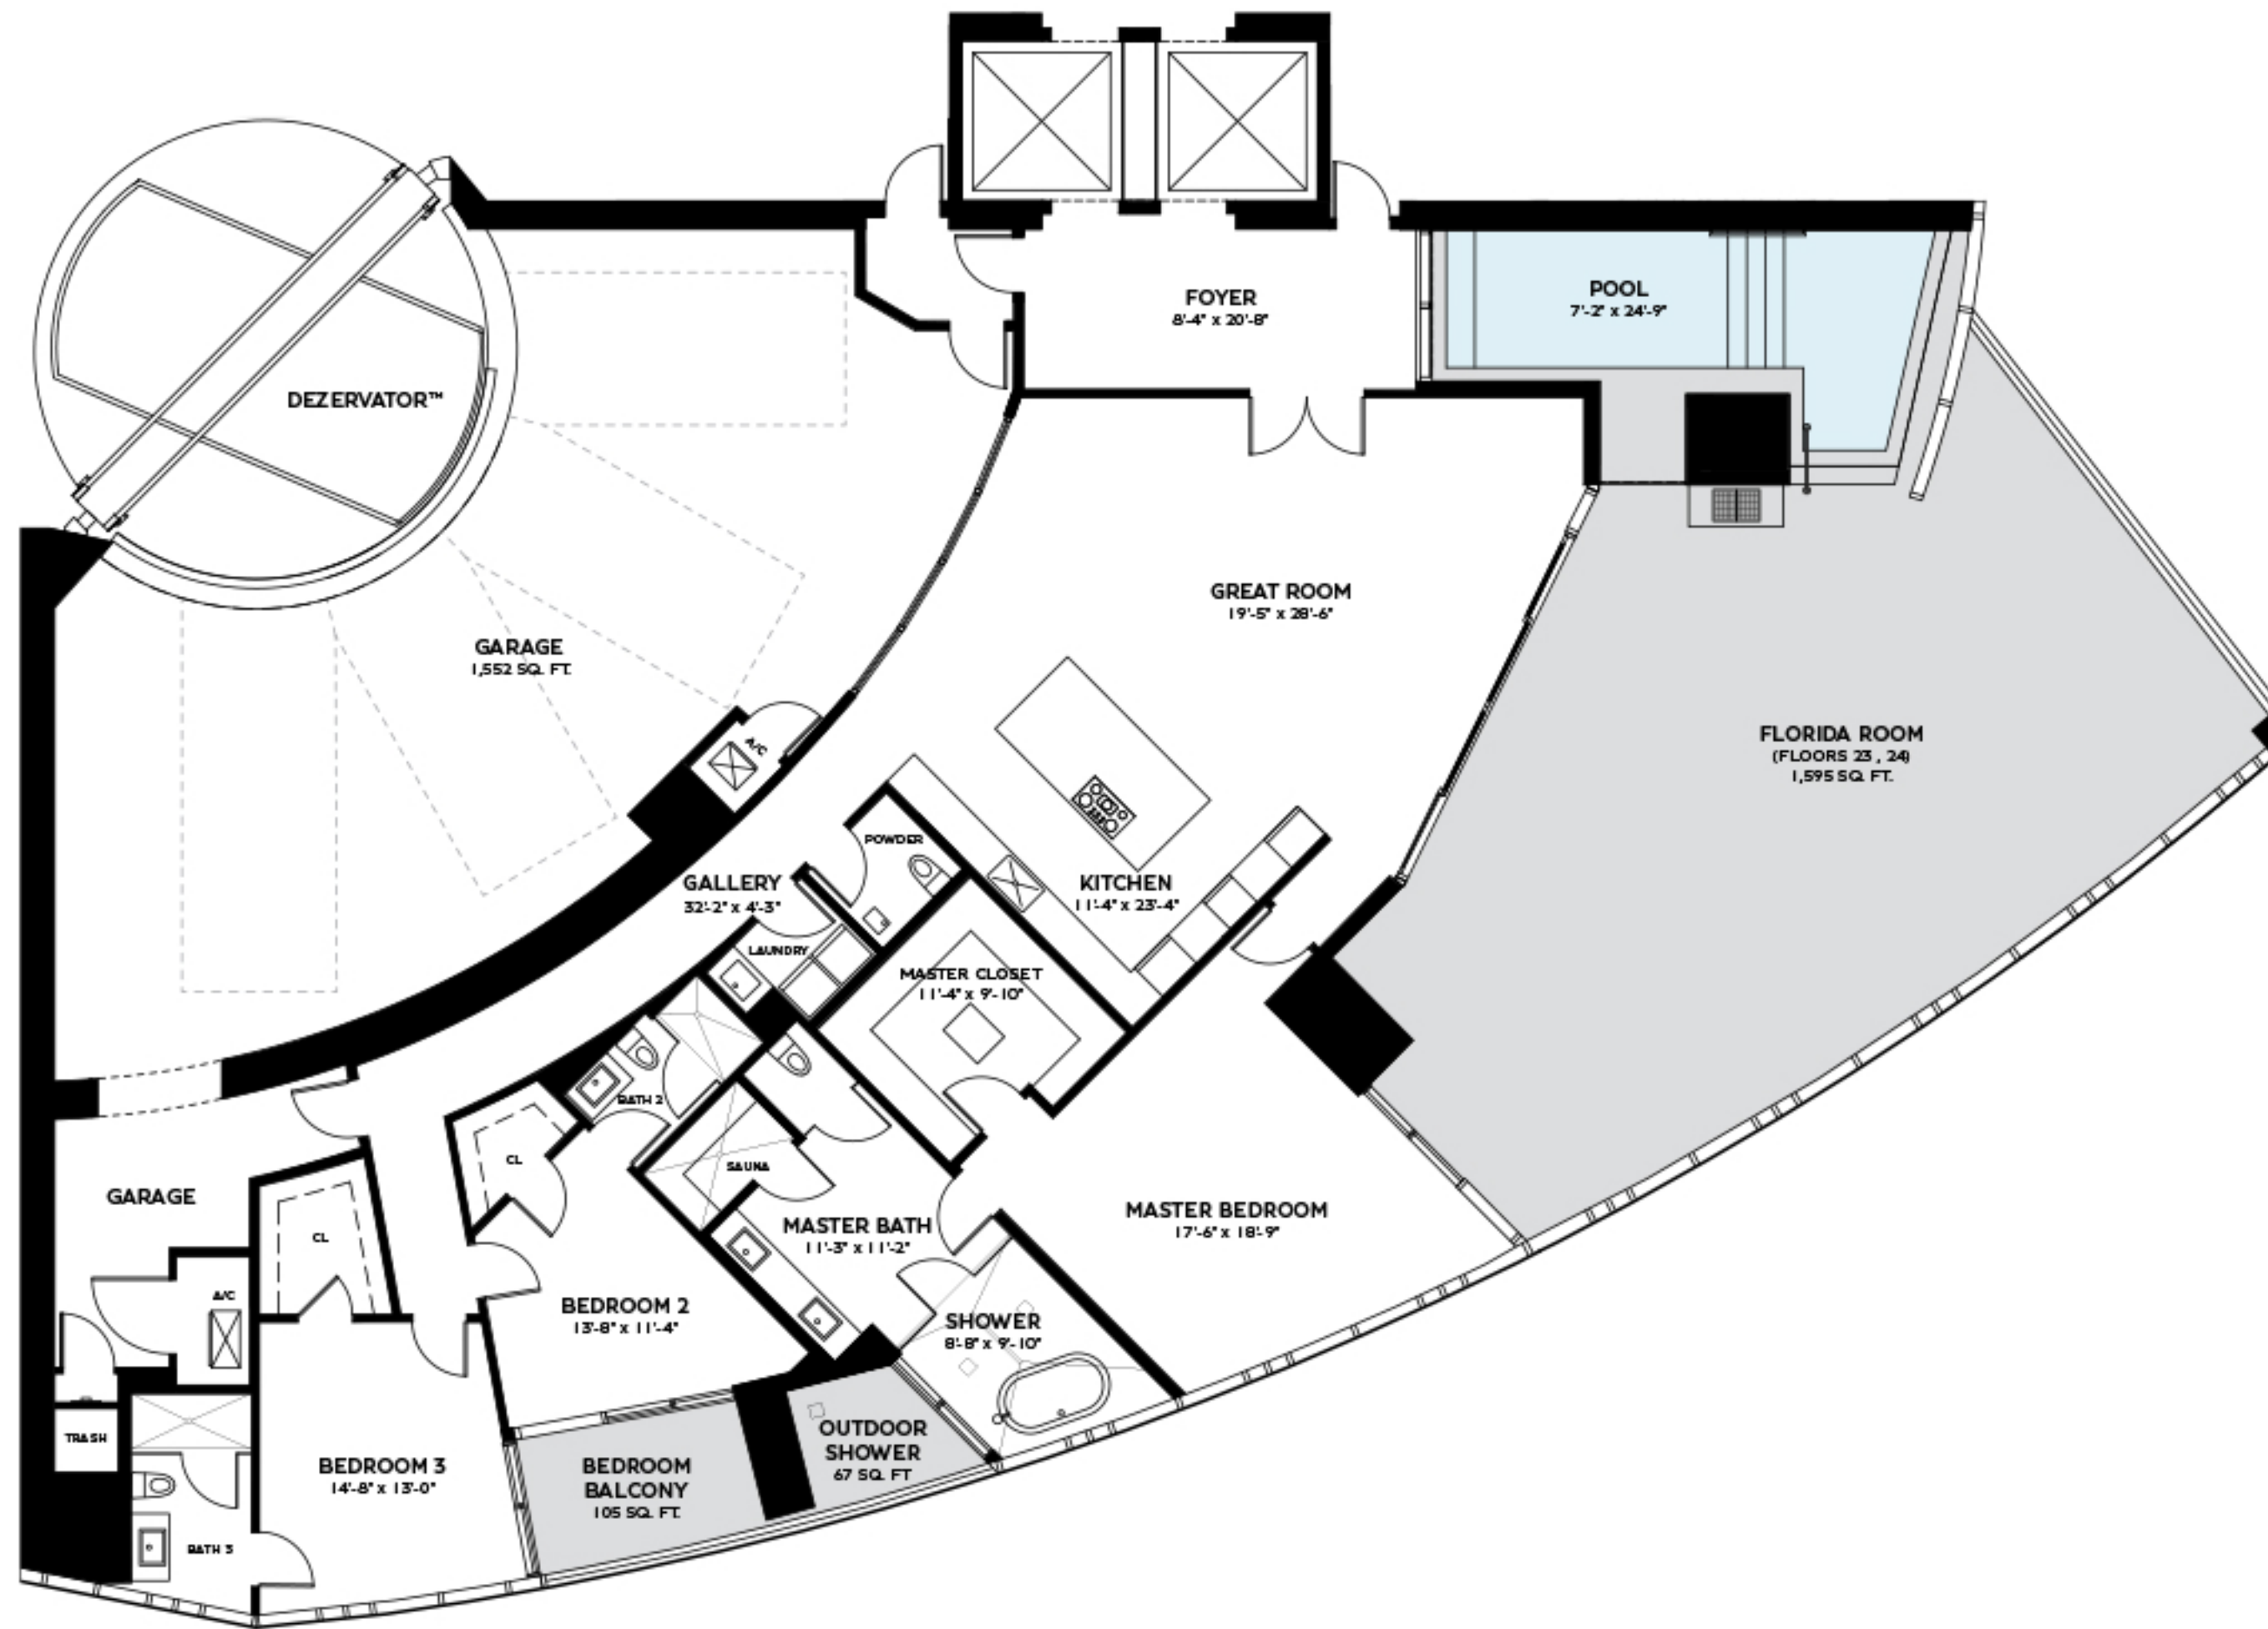 FOYER
8'-4" x 20'-8"
POOL
7'-2" x 24'-9"
DEZERVATOR™
GREAT ROOM
19'-5" x 28'-6"
GARAGE
1,552 SQ. FT.
FLORIDA ROOM
(FLOORS 23 , 24)
1,595 SQ. FT.
A/C
POWDER
GALLERY
32'-2" x 4'-3"
KITCHEN
11'-4" x 23'-4"
LAUNDRY
MASTER CLOSET
11'-4" x 9'-10"
BATH 2
CL
SAUNA
GARAGE
CL
MASTER BATH
11'-3" x 11'-2"
MASTER BEDROOM
17'-6" x 18'-9"
A/C
BEDROOM 2
13'-8" x 11'-4"
SHOWER
8'-8" x 9'-10"
TRASH
BEDROOM 3
14'-8" x 13'-0"
BEDROOM
BALCONY
105 SQ. FT.
OUTDOOR
SHOWER
67 SQ. FT
BATH 3